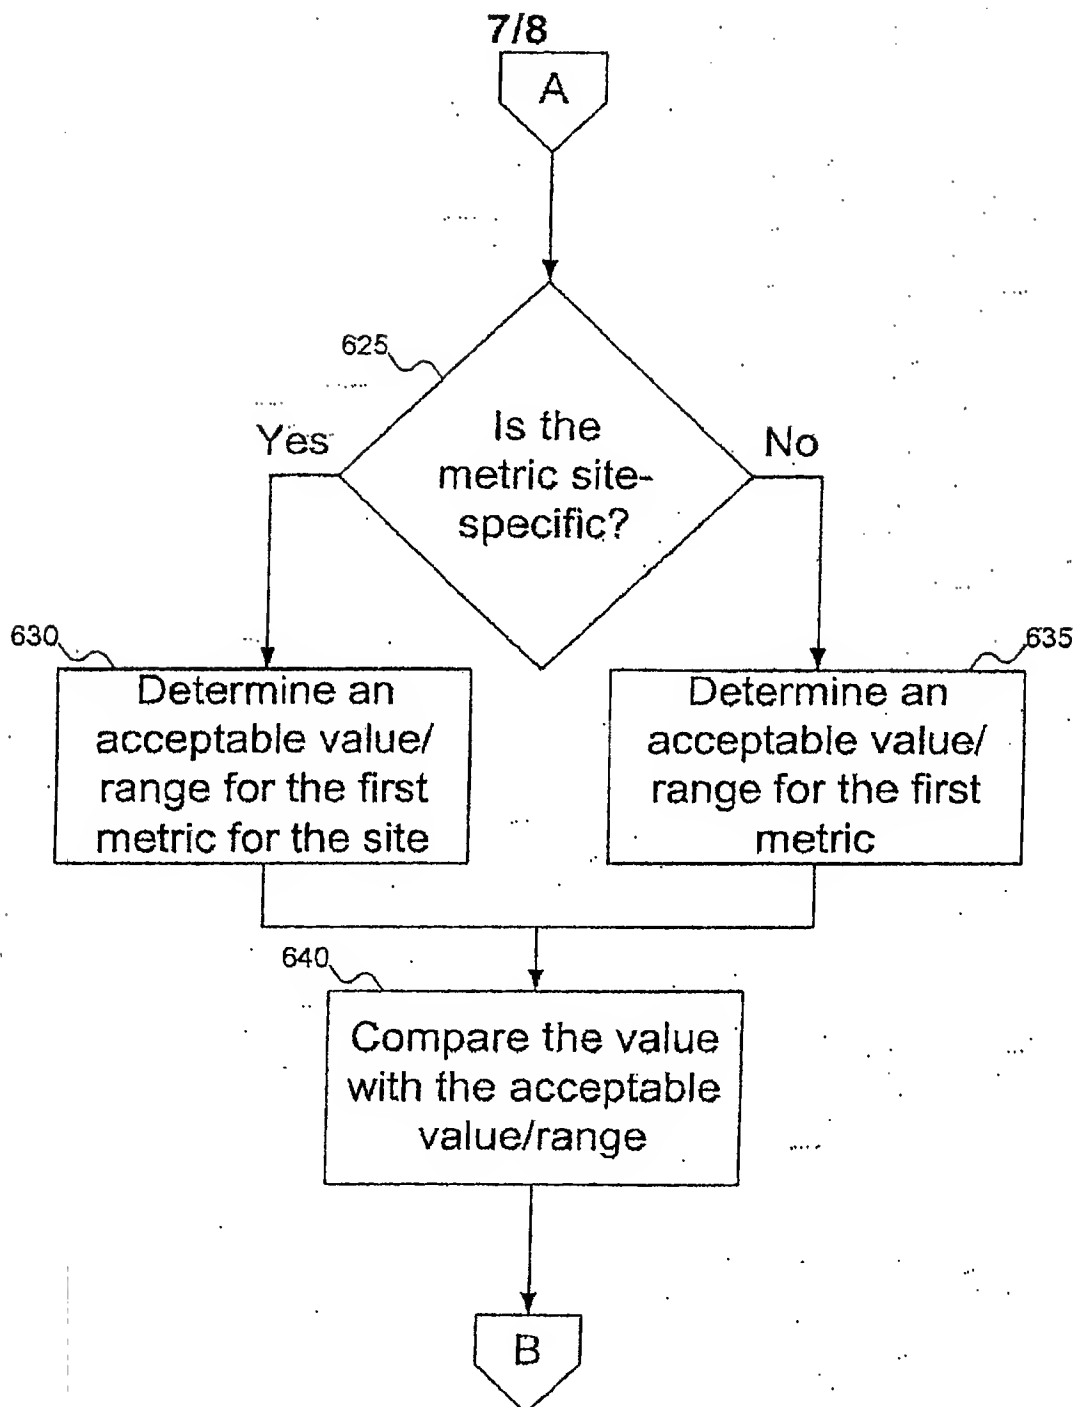 7/8
A
625
Is the
metric site-
specific?
Yes
No
630
Determine an
acceptable value/
range for the first
metric for the site
635
Determine an
acceptable value/
range for the first
metric
640
Compare the value
with the acceptable
value/range
B